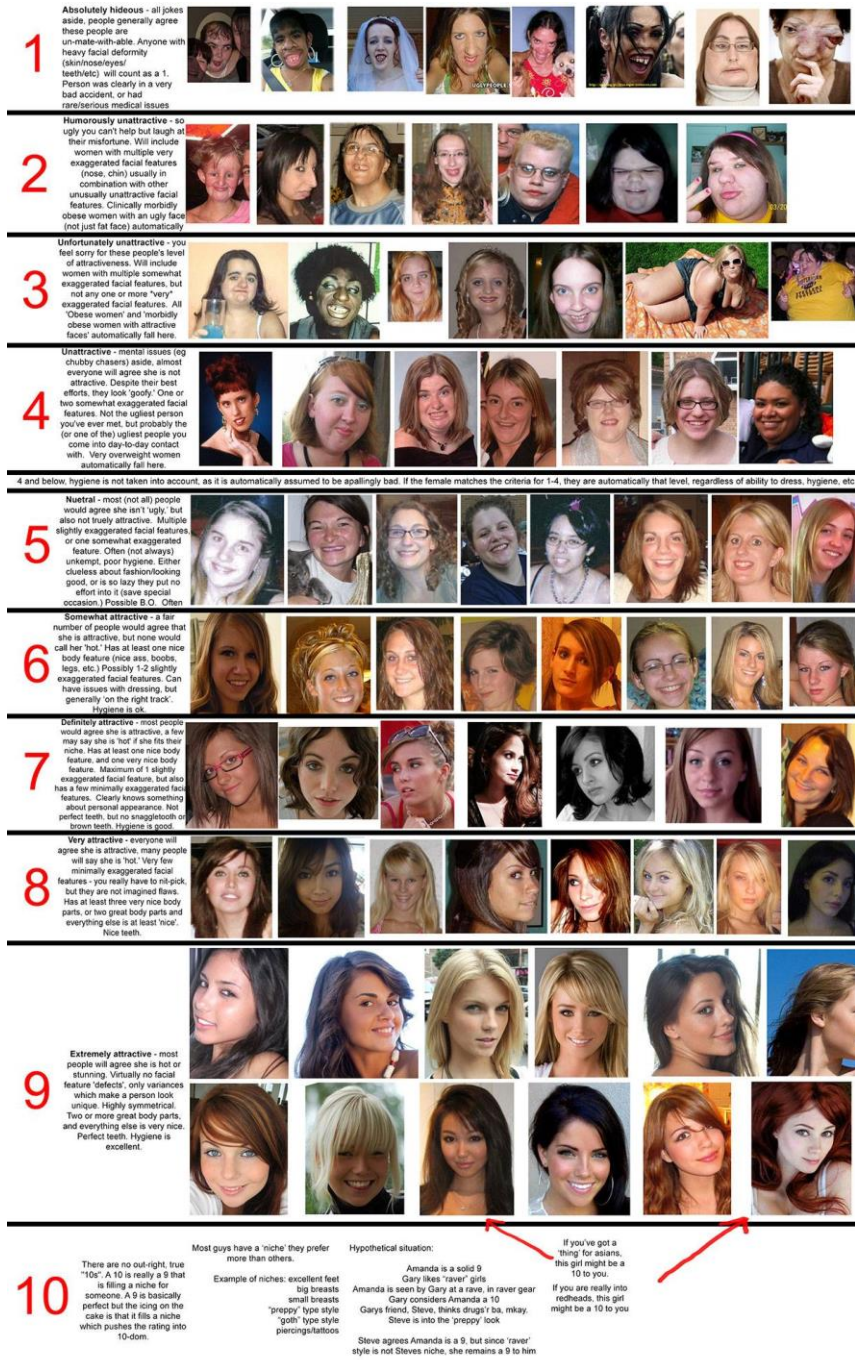 1
Absolutely hideous - all jokes
aside, people generally agree
these people are
un-mate-with-able. Anyone with
heavy facial deformity
(skin/nose/eyes/
teeth/etc) will count as a 1.
Person was clearly in a very
bad accident, or had
rare/serious medical issues
UGLYPEOPLE
2
Humorously unattractive - so
ugly you can't help but laugh at
their misfortune. Will include
women with multiple very
exaggerated facial features
(nose, chin) usually in
combination with other
unusually unattractive facial
features. Clinically morbidly
obese women with an ugly face
(not just fat face) automatically
3
Unfortunately unattractive - you
feel sorry for these people's level
of attractiveness. Will include
women with multiple somewhat
exaggerated facial features, but
not any one or more *very*
exaggerated facial features. All
'Obese women' and 'morbidly
obese women with attractive
faces' automatically fall here.
4
Unattractive - mental issues (eg
chubby chasers) aside, almost
everyone will agree she is not
attractive. Despite their best
efforts, they look 'goofy.' One or
two somewhat exaggerated facial
features. Not the ugliest person
you've ever met, but probably the
(or one of the) ugliest people you
come into day-to-day contact
with. Very overweight women
automatically fall here.
4 and below, hygiene is not taken into account, as it is automatically assumed to be apallingly bad. If the female matches the criteria for 1-4, they are automatically that level, regardless of ability to dress, hygiene, etc
5
Nuetral - most (not all) people
would agree she isn't 'ugly,' but
also not truely attractive. Multiple
slightly exaggerated facial features,
or one somewhat exaggerated
feature. Often (not always)
unkempt, poor hygiene. Either
clueless about fashion/looking
good, or is so lazy they put no
effort into it (save special
occasion.) Possible B.O. Often
6
Somewhat attractive - a fair
number of people would agree that
she is attractive, but none would
call her 'hot.' Has at least one nice
body feature (nice ass, boobs,
legs, etc.) Possibly 1-2 slightly
exaggerated facial features. Can
have issues with dressing, but
generally 'on the right track'.
Hygiene is ok.
7
Definitely attractive - most people
would agree she is attractive, a few
may say she is 'hot' if she fits their
niche. Has at least one nice body
feature, and one very nice body
feature. Maximum of 1 slightly
exaggerated facial feature, but also
has a few minimally exaggerated facial
features. Clearly knows something
about personal appearance. Not
perfect teeth, but no snaggletooth or
brown teeth. Hygiene is good.
8
Very attractive - everyone will
agree she is attractive, many people
will say she is 'hot.' Very few
minimally exaggerated facial
features - you really have to nit-pick,
but they are not imagined flaws.
Has at least three very nice body
parts, or two great body parts and
everything else is at least 'nice'.
Nice teeth.
9
Extremely attractive - most
people will agree she is hot or
stunning. Virtually no facial
feature 'defects', only variances
which make a person look
unique. Highly symmetrical.
Two or more great body parts,
and everything else is very nice.
Perfect teeth. Hygiene is
excellent.
10
There are no out-right, true
"10s". A 10 is really a 9 that
is filling a niche for
someone. A 9 is basically
perfect but the icing on the
cake is that it fills a niche
which pushes the rating into
10-dom.
Most guys have a 'niche' they prefer
more than others.
Example of niches: excellent feet
big breasts
small breasts
"preppy" type style
"goth" type style
piercings/tattoos
Hypothetical situation:
Amanda is a solid 9
Gary likes "raver" girls
Amanda is seen by Gary at a rave, in raver gear
Gary considers Amanda a 10
Garys friend, Steve, thinks drugs'r ba, mkay.
Steve is into the 'preppy' look
Steve agrees Amanda is a 9, but since 'raver'
style is not Steves niche, she remains a 9 to him
If you've got a
'thing' for asians,
this girl might be a
10 to you.
If you are really into
redheads, this girl
might be a 10 to you